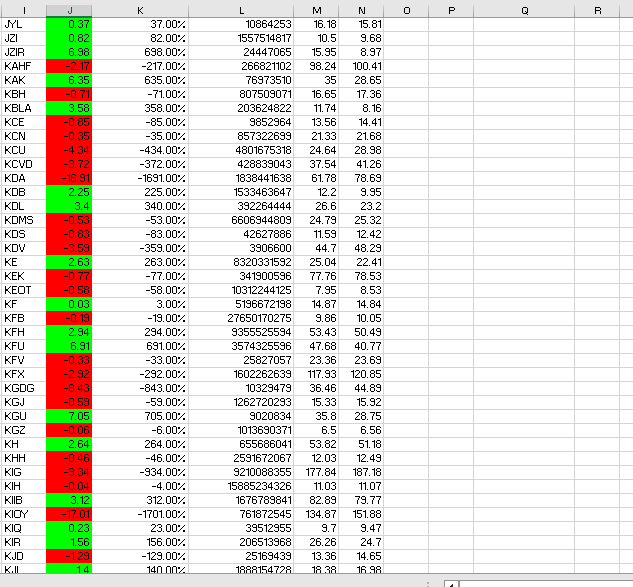 I J K L M N O P Q R
JYL 0.37 37.00% 10864253 16.18 15.81
JZI 0.82 82.00% 1557514817 10.5 9.68
JZIR 6.98 698.00% 24447065 15.95 8.97
KAHF -2.17 -217.00% 266821102 98.24 100.41
KAK 6.35 635.00% 76973510 35 28.65
KBH -0.71 -71.00% 807509071 16.65 17.36
KBLA 3.58 358.00% 203624822 11.74 8.16
KCE -0.85 -85.00% 9852964 13.56 14.41
KCN -0.35 -35.00% 857322699 21.33 21.68
KCU -4.34 -434.00% 4801675318 24.64 28.98
KCVD -3.72 -372.00% 428839043 37.54 41.26
KDA -16.91 -1691.00% 1838441638 61.78 78.69
KDB 2.25 225.00% 1533463647 12.2 9.95
KDL 3.4 340.00% 392264444 26.6 23.2
KDMS -0.53 -53.00% 6606944809 24.79 25.32
KDS -0.83 -83.00% 42627886 11.59 12.42
KDV -3.59 -359.00% 3906600 44.7 48.29
KE 2.63 263.00% 8320331592 25.04 22.41
KEK -0.77 -77.00% 341900596 77.76 78.53
KEOT -0.58 -58.00% 10312244125 7.95 8.53
KF 0.03 3.00% 5196672198 14.87 14.84
KFB -0.19 -19.00% 27650170275 9.86 10.05
KFH 2.94 294.00% 9355525594 53.43 50.49
KFU 6.91 691.00% 3574325596 47.68 40.77
KFV -0.33 -33.00% 25827057 23.36 23.69
KFX -2.92 -292.00% 1602262639 117.93 120.85
KGDG -8.43 -843.00% 10329479 36.46 44.89
KGJ -0.59 -59.00% 1262720293 15.33 15.92
KGU 7.05 705.00% 9020834 35.8 28.75
KGZ -0.06 -6.00% 1013690371 6.5 6.56
KH 2.64 264.00% 655686041 53.82 51.18
KHH -0.46 -46.00% 2591672067 12.03 12.49
KIG -9.34 -934.00% 9210088355 177.84 187.18
KIH -0.04 -4.00% 15885234326 11.03 11.07
KIIB 3.12 312.00% 1676789841 82.89 79.77
KIOY -17.01 -1701.00% 761872545 134.87 151.88
KIQ 0.23 23.00% 39512955 9.7 9.47
KIR 1.56 156.00% 206513968 26.26 24.7
KJD -1.29 -129.00% 25169439 13.36 14.65
KJI 1.4 140.00% 1888154728 18.38 16.98